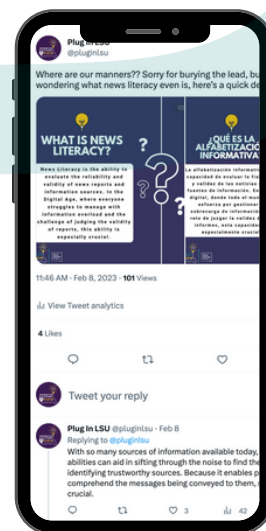 Plug In LSU
@pluginlsu
Where are our manners?? Sorry for burying the lead, bu
wondering what news literacy even is, here's a quick de
WHAT IS NEWS
LITERACY?
News Literacy is the ability to
evaluate the reliability and
validity of news reports and
information sources. In the
Digital Age, where everyone
struggles to manage with
information overload and the
challenge of judging the validity
of reports, this ability is
especially crucial.
¿QUÉ ES LA
ALFABETIZACIÓ
INFORMATIVA?
La alfabetización informati
capacidad de evaluar la fia
y validez de las noticias
fuentes de información. En
digital, donde todo el mun
esfuerza por gestionar
sobrecarga de información
reto de juzgar la validez
informes, esta capacidad
especialmente crucial
11:46 AM · Feb 8, 2023 · 101 Views
View Tweet analytics
4 Likes
Tweet your reply
Plug In LSU @pluginlsu · Feb 8
Replying to @pluginlsu
With so many sources of information available today,
abilities can aid in sifting through the noise to find the
identifying trustworthy sources. Because it enables p
comprehend the messages being conveyed to them,
crucial.
3
42